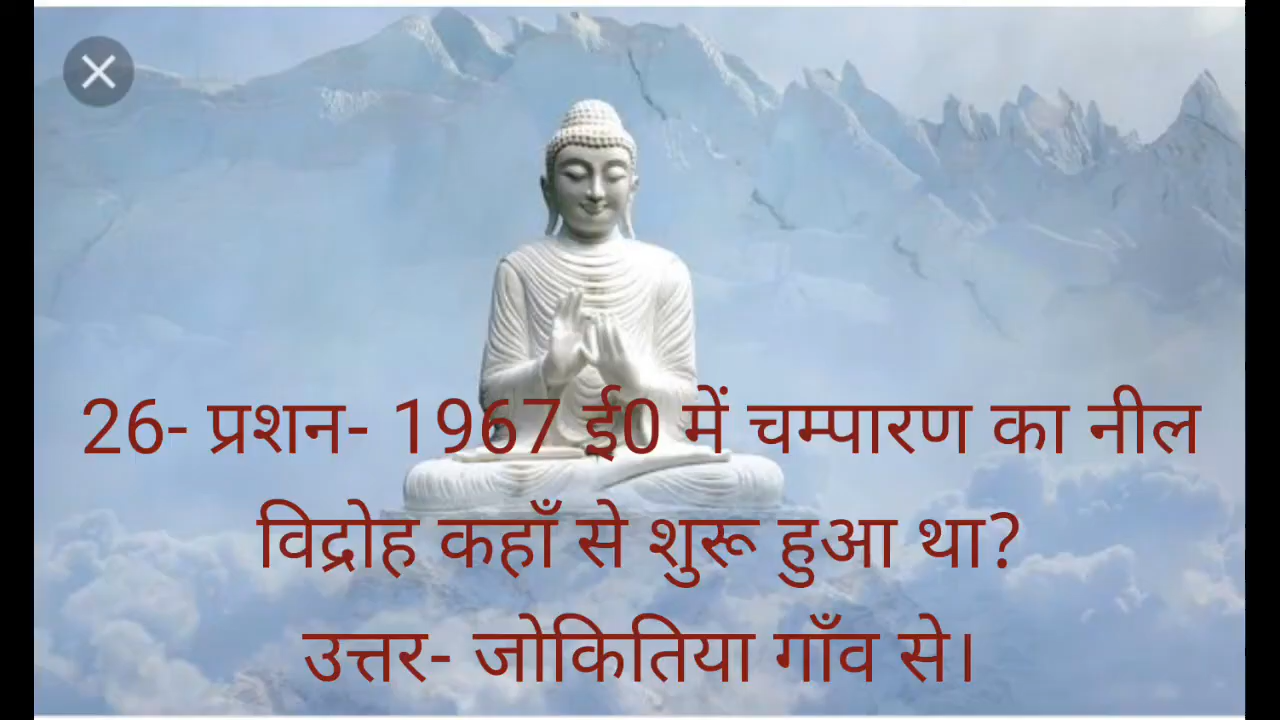 26- प्रशन- 1967 ई0 में चम्पारण का नील
विद्रोह कहाँ से शुरू हुआ था?
उत्तर- जोकितिया गाँव से।